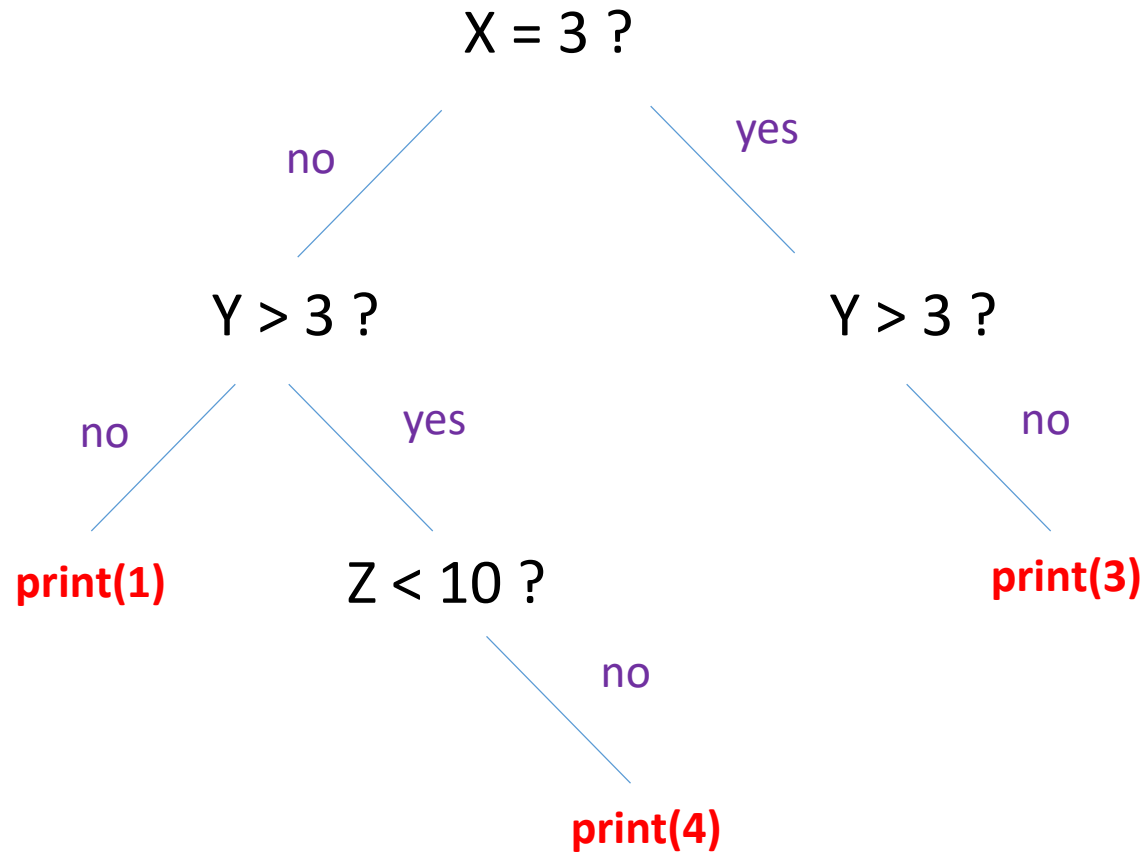 X = 3 ?
no
yes
Y > 3 ?
Y > 3 ?
no
yes
no
print(1)
Z < 10 ?
print(3)
no
print(4)